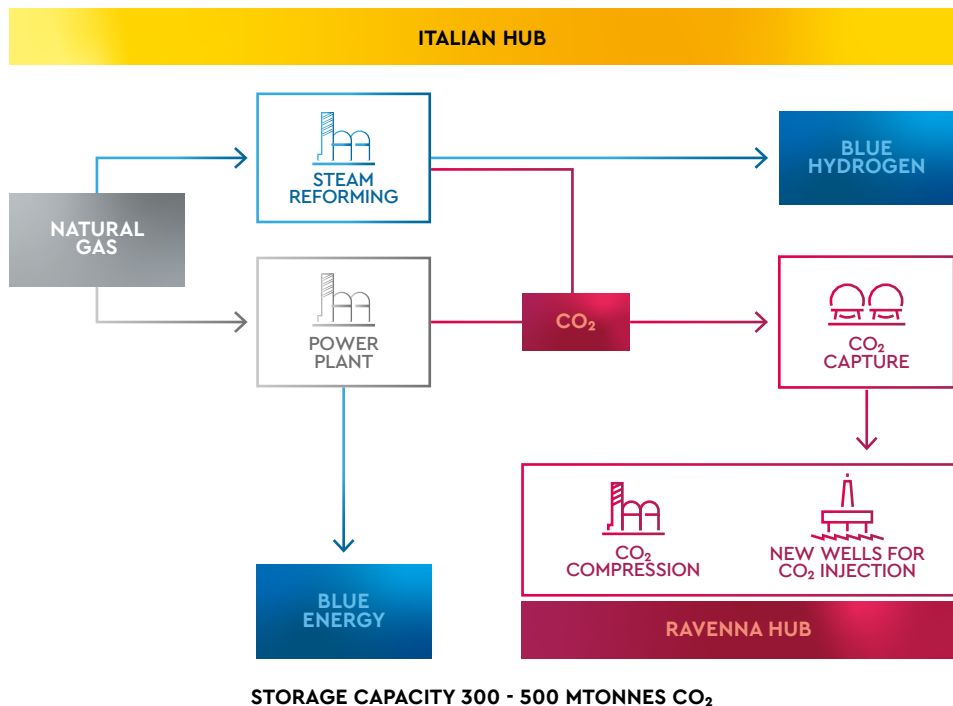 ITALIAN HUB
STEAM
REFORMING
BLUE
HYDROGEN
NATURAL
GAS
POWER
PLANT
CO₂
CO₂
CAPTURE
CO₂
COMPRESSION
NEW WELLS FOR
CO₂ INJECTION
BLUE
ENERGY
RAVENNA HUB
STORAGE CAPACITY 300 - 500 MTONNES CO₂